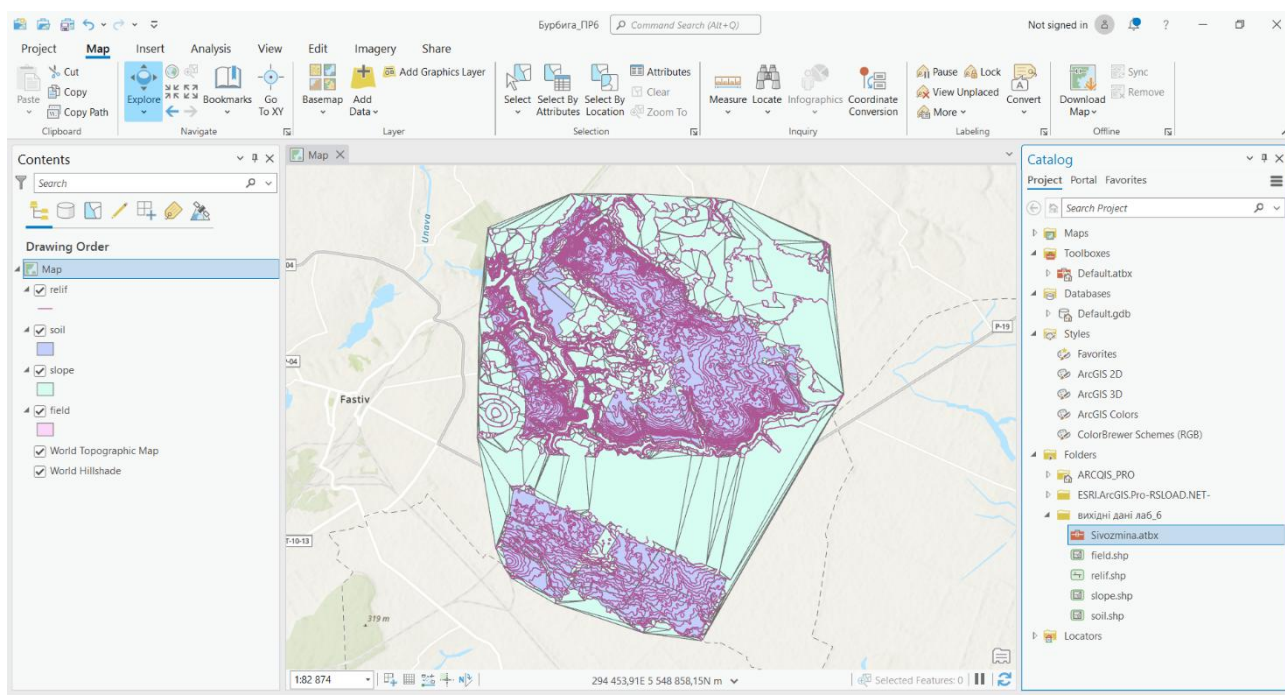 Бурбига_ПР6
Command Search (Alt+Q)
Not signed in
?
Project Map Insert Analysis View Edit Imagery Share
Paste
Cut
Copy
Copy Path
Clipboard
Explore
Bookmarks
Go To XY
Navigate
Basemap
Add Data
Add Graphics Layer
Layer
Select
Select By Attributes
Select By Location
Attributes
Clear
Zoom To
Selection
Measure
Locate
Infographics
Coordinate Conversion
Inquiry
Pause
Lock
View Unplaced
More
Convert
Labeling
Download Map
Sync
Remove
Offline
Contents
Search
Drawing Order
Map
relif
soil
slope
field
World Topographic Map
World Hillshade
Map
Unava
04
P-19
-04
Fastiv
T-10-13
319 m
1:82 874
294 453,91E 5 548 858,15N m
Selected Features: 0
Catalog
Project Portal Favorites
Search Project
Maps
Toolboxes
Default.atbx
Databases
Default.gdb
Styles
Favorites
ArcGIS 2D
ArcGIS 3D
ArcGIS Colors
ColorBrewer Schemes (RGB)
Folders
ARCQIS_PRO
ESRI.ArcGIS.Pro-RSLOAD.NET-
вихідні дані лаб_6
Sivozmina.atbx
field.shp
relif.shp
slope.shp
soil.shp
Locators